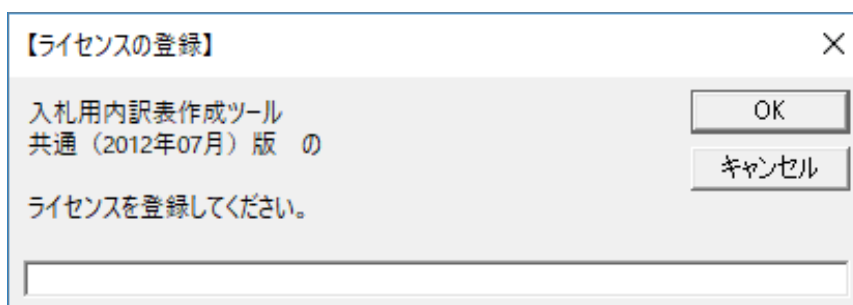 【ライセンスの登録】
入札用内訳表作成ツール
共通（2012年07月）版　の
ライセンスを登録してください。
OK
キャンセル